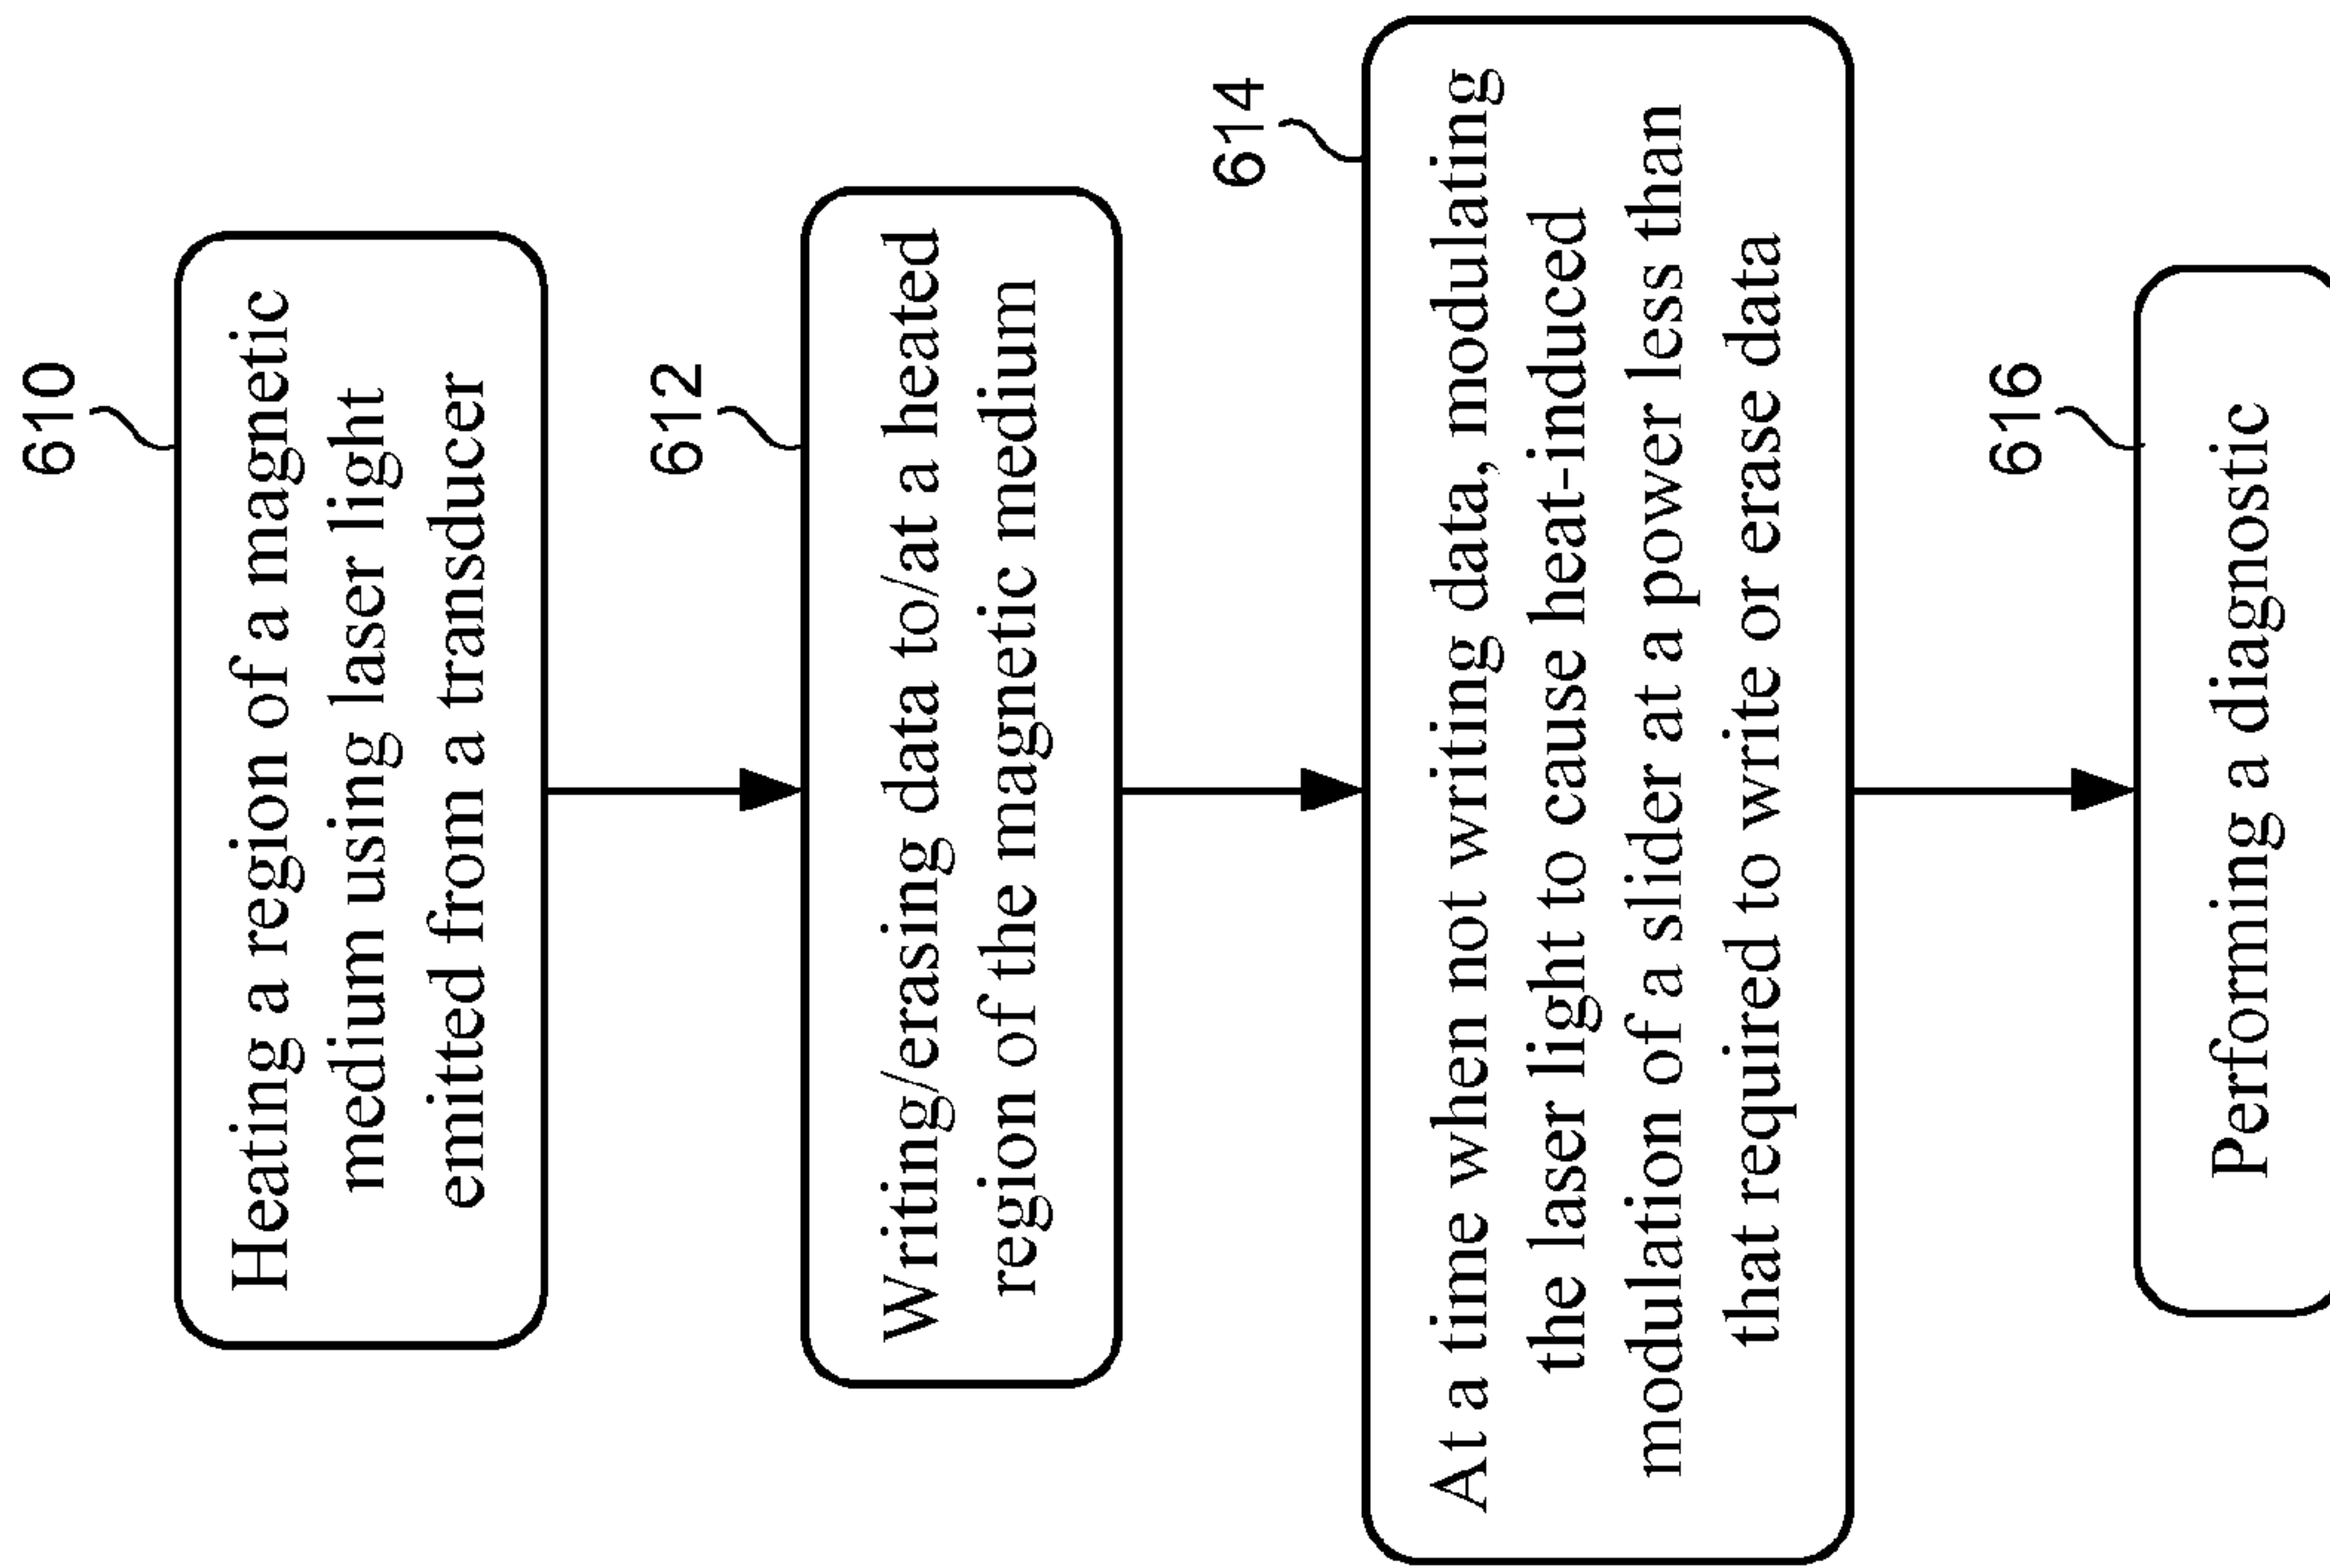 610
Heating a region of a magnetic
medium using laser light
emitted from a transducer
612
Writing/erasing data to/at a heated
region of the magnetic medium
614
At a time when not writing data, modulating
the laser light to cause heat-induced
modulation of a slider at a power less than
that required to write or erase data
616
Performing a diagnostic